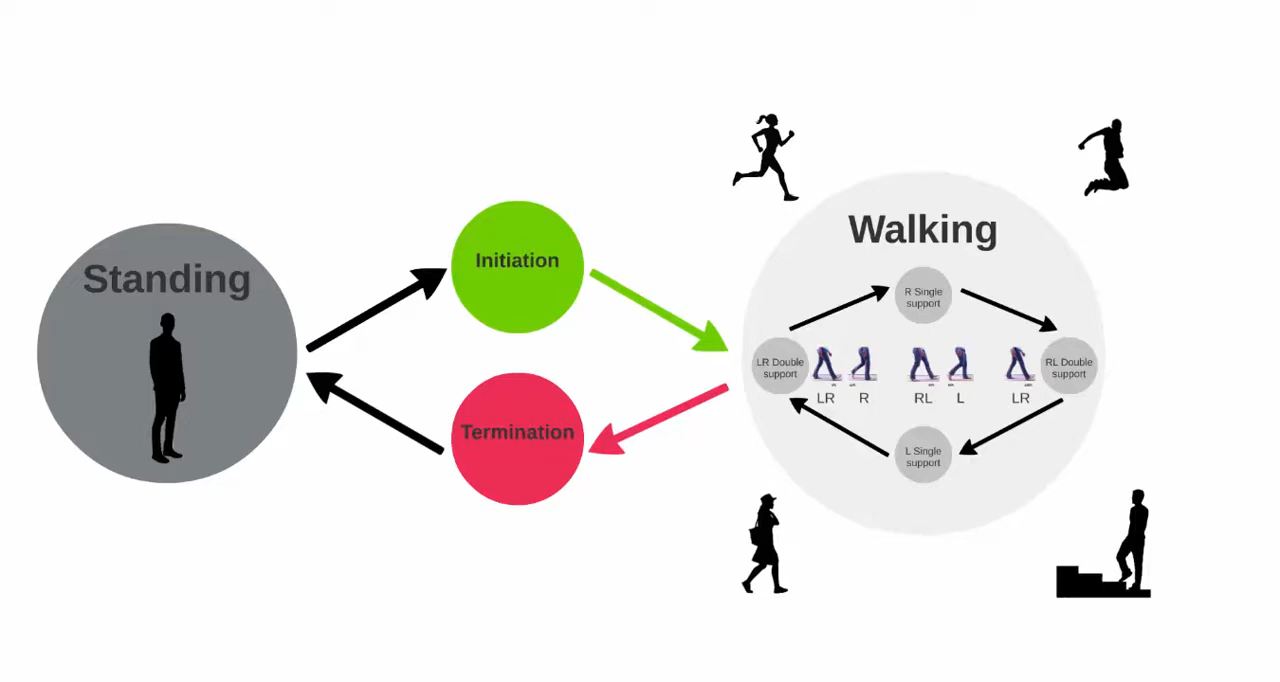 Standing
Initiation
Termination
Walking
R Single
support
LR Double
support
RL Double
support
LR
R
RL
L
LR
L Single
support